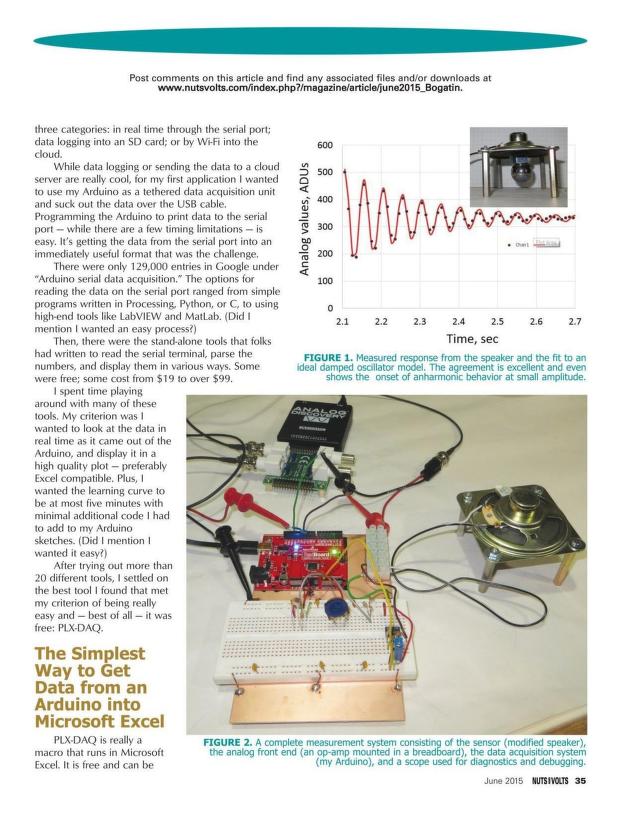 Post comments on this article and find any associated files and/or downloads at
www.nutsvolts.com/index.php?/magazine/article/june2015_Bogatin.
three categories: in real time through the serial port;
data logging into an SD card; or by Wi-Fi into the
cloud.
While data logging or sending the data to a cloud
server are really cool, for my first application I wanted
to use my Arduino as a tethered data acquisition unit
and suck out the data over the USB cable.
Programming the Arduino to print data to the serial
port — while there are a few timing limitations — is
easy. It's getting the data from the serial port into an
immediately useful format that was the challenge.
There were only 129,000 entries in Google under
"Arduino serial data acquisition." The options for
reading the data on the serial port ranged from simple
programs written in Processing, Python, or C, to using
high-end tools like LabVIEW and MatLab. (Did I
mention I wanted an easy process?)
Then, there were the stand-alone tools that folks
had written to read the serial terminal, parse the
numbers, and display them in various ways. Some
were free; some cost from $19 to over $99.
I spent time playing
around with many of these
tools. My criterion was I
wanted to look at the data in
real time as it came out of the
Arduino, and display it in a
high quality plot — preferably
Excel compatible. Plus, I
wanted the learning curve to
be at most five minutes with
minimal additional code I had
to add to my Arduino
sketches. (Did I mention I
wanted it easy?)
After trying out more than
20 different tools, I settled on
the best tool I found that met
my criterion of being really
easy and — best of all — it was
free: PLX-DAQ.
The Simplest
Way to Get
Data from an
Arduino into
Microsoft Excel
PLX-DAQ is really a
macro that runs in Microsoft
Excel. It is free and can be
Analog values, ADUs
600
500
400
300
200
100
0
2.1 2.2 2.3 2.4 2.5 2.6 2.7
Time, sec
Chan1
FIGURE 1. Measured response from the speaker and the fit to an
ideal damped oscillator model. The agreement is excellent and even
shows the onset of anharmonic behavior at small amplitude.
ANALOG
DISCOVERY
FIGURE 2. A complete measurement system consisting of the sensor (modified speaker),
the analog front end (an op-amp mounted in a breadboard), the data acquisition system
(my Arduino), and a scope used for diagnostics and debugging.
June 2015 NUTS&VOLTS 35